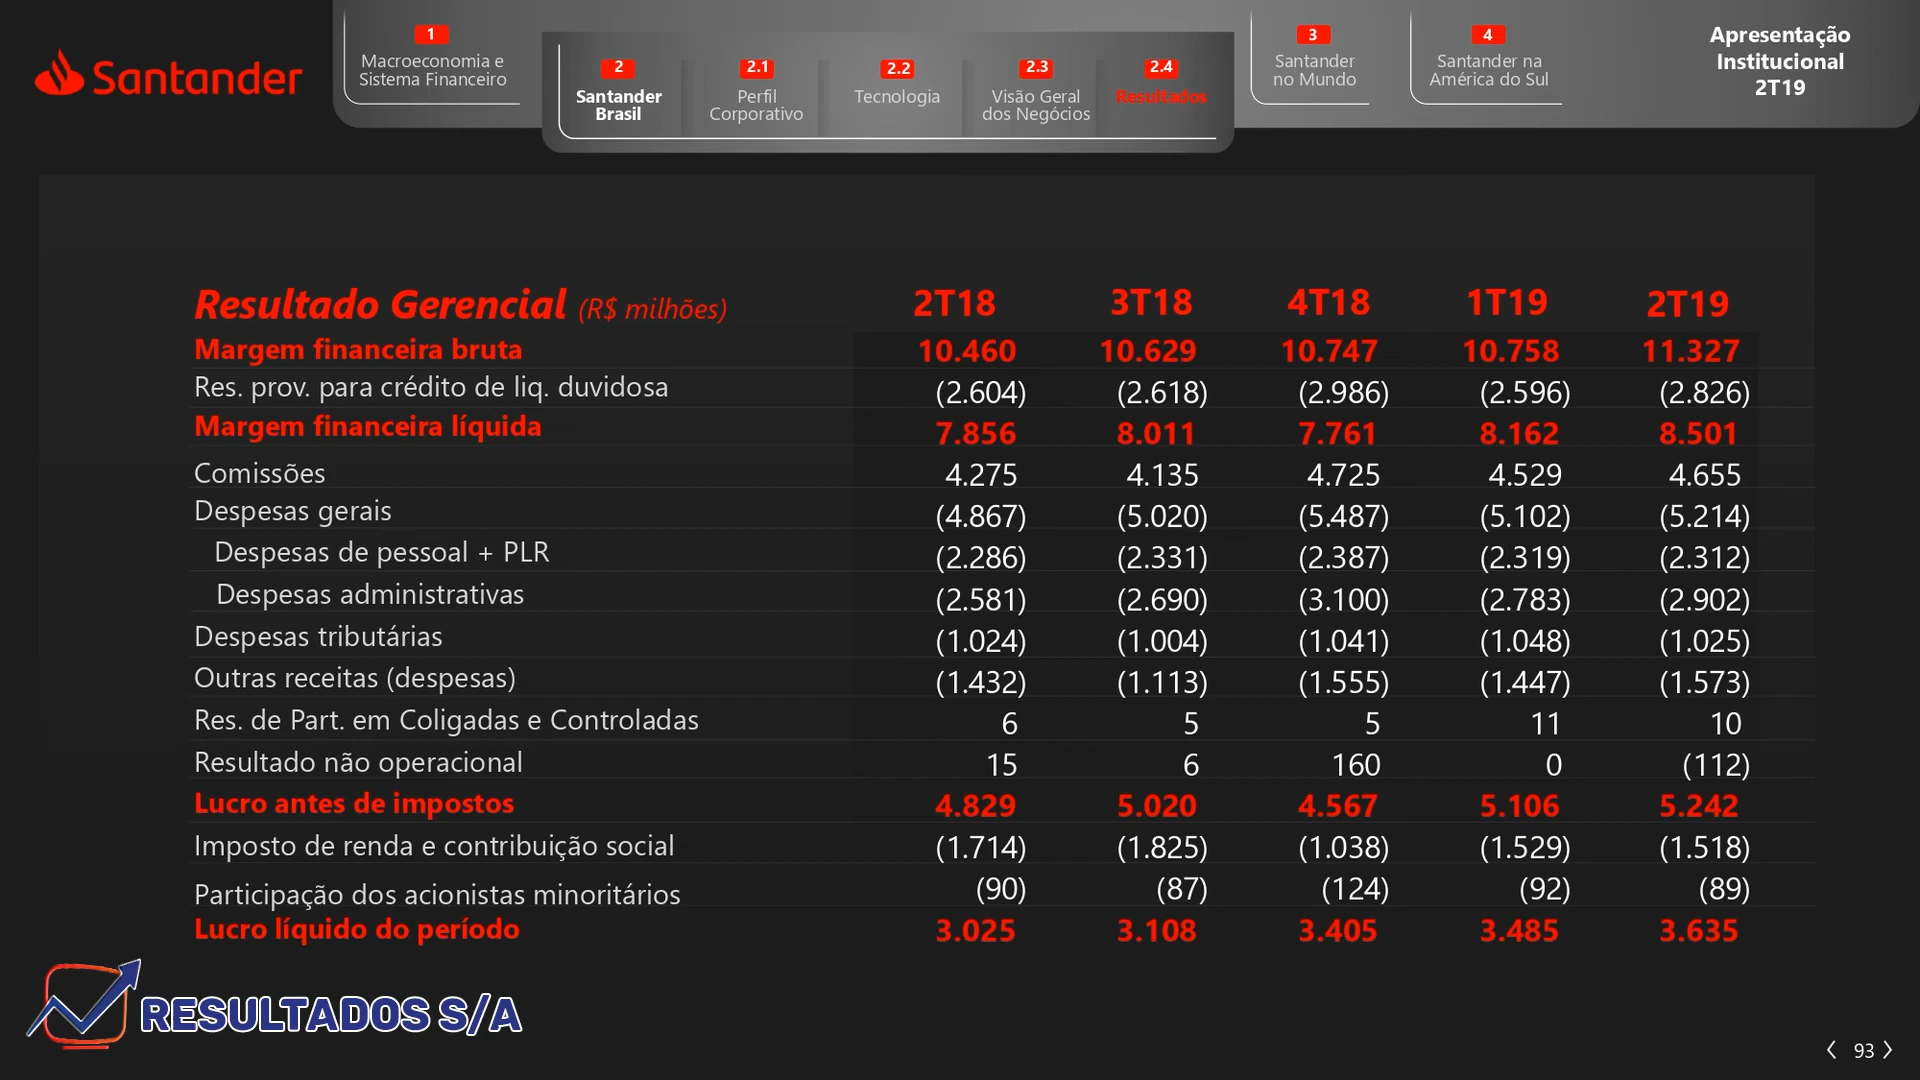 Santander
1
Macroeconomia e
Sistema Financeiro
2
Santander
Brasil
2.1
Perfil
Corporativo
2.2
Tecnologia
2.3
Visão Geral
dos Negócios
2.4
Resultados
3
Santander
no Mundo
4
Santander na
América do Sul
Apresentação
Institucional
2T19
Resultado Gerencial (R$ milhões) 2T18 3T18 4T18 1T19 2T19
Margem financeira bruta 10.460 10.629 10.747 10.758 11.327
Res. prov. para crédito de liq. duvidosa (2.604) (2.618) (2.986) (2.596) (2.826)
Margem financeira líquida 7.856 8.011 7.761 8.162 8.501
Comissões 4.275 4.135 4.725 4.529 4.655
Despesas gerais (4.867) (5.020) (5.487) (5.102) (5.214)
Despesas de pessoal + PLR (2.286) (2.331) (2.387) (2.319) (2.312)
Despesas administrativas (2.581) (2.690) (3.100) (2.783) (2.902)
Despesas tributárias (1.024) (1.004) (1.041) (1.048) (1.025)
Outras receitas (despesas) (1.432) (1.113) (1.555) (1.447) (1.573)
Res. de Part. em Coligadas e Controladas 6 5 5 11 10
Resultado não operacional 15 6 160 0 (112)
Lucro antes de impostos 4.829 5.020 4.567 5.106 5.242
Imposto de renda e contribuição social (1.714) (1.825) (1.038) (1.529) (1.518)
Participação dos acionistas minoritários (90) (87) (124) (92) (89)
Lucro líquido do período 3.025 3.108 3.405 3.485 3.635
RESULTADOS S/A
93